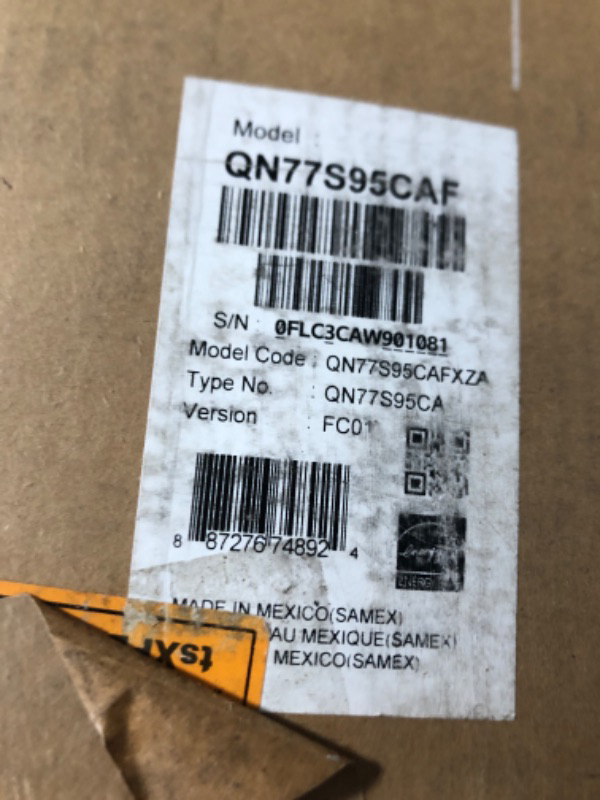 Model :
QN77S95CAF
S/N : 0FLC3CAW901081
Model Code : QN77S95CAFXZA
Type No. : QN77S95CA
Version : FC01
8 87276 74892 4
ENERGY
MADE IN MEXICO(SAMEX)
AU MEXIQUE(SAMEX)
MEXICO(SAMEX)